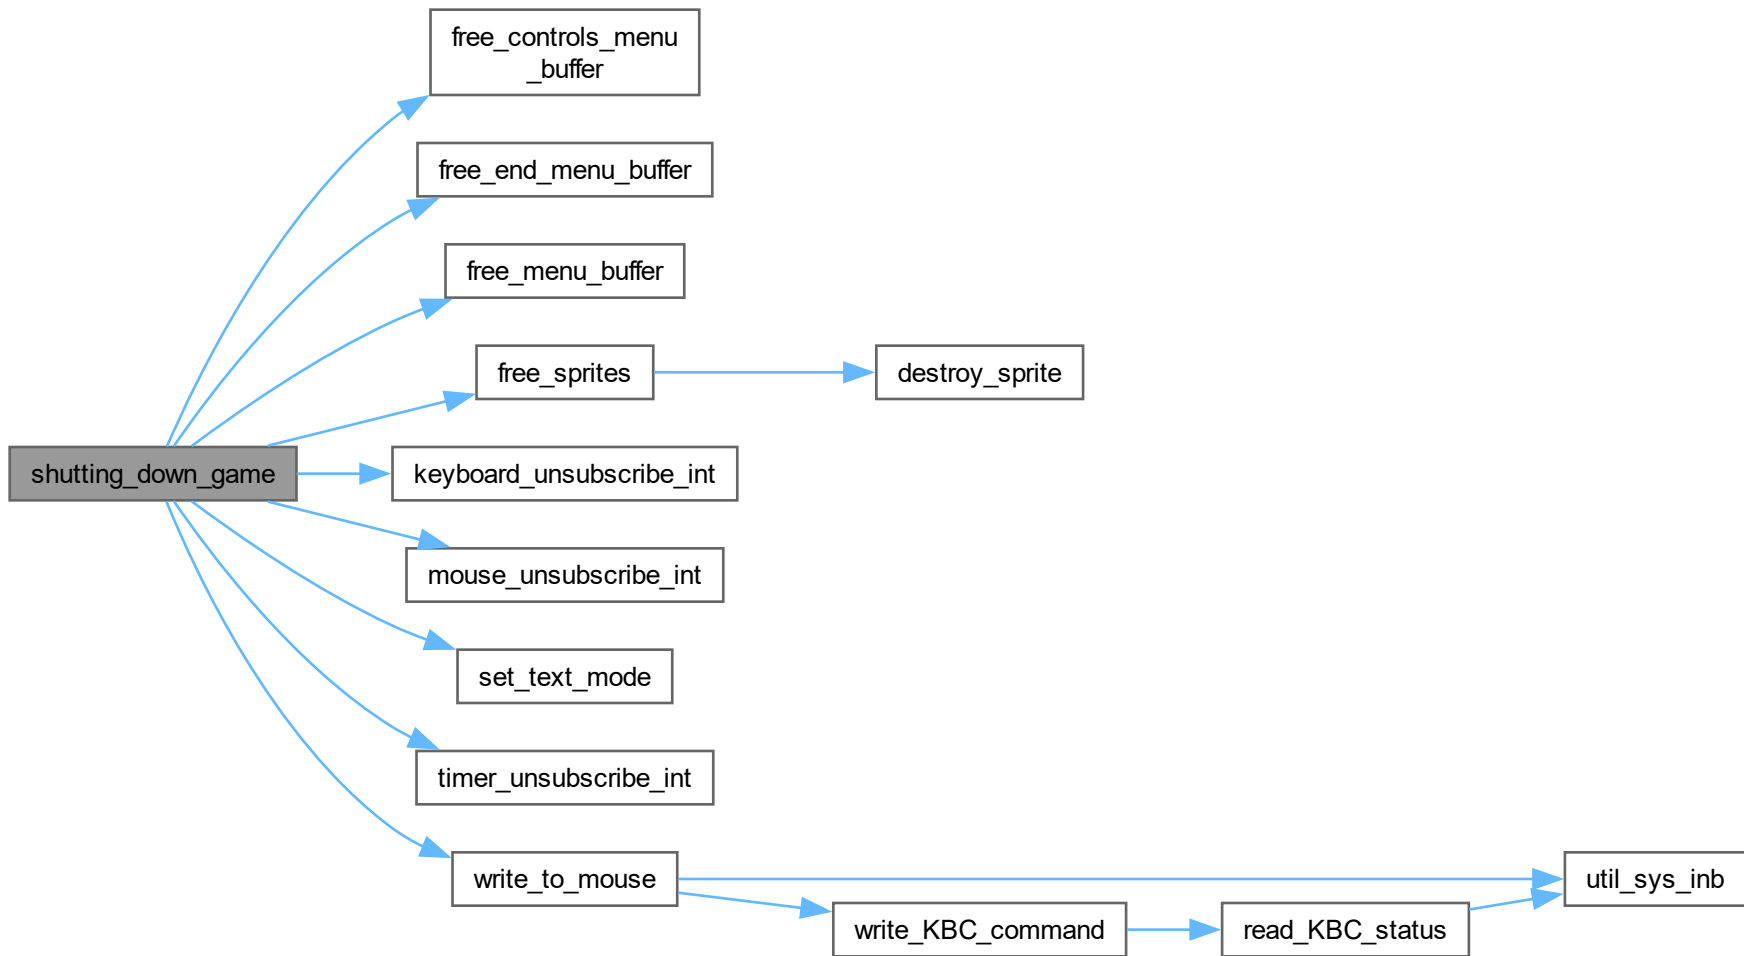 free_controls_menu
_buffer
free_end_menu_buffer
free_menu_buffer
free_sprites
destroy_sprite
shutting_down_game
keyboard_unsubscribe_int
mouse_unsubscribe_int
set_text_mode
timer_unsubscribe_int
write_to_mouse
util_sys_inb
write_KBC_command
read_KBC_status